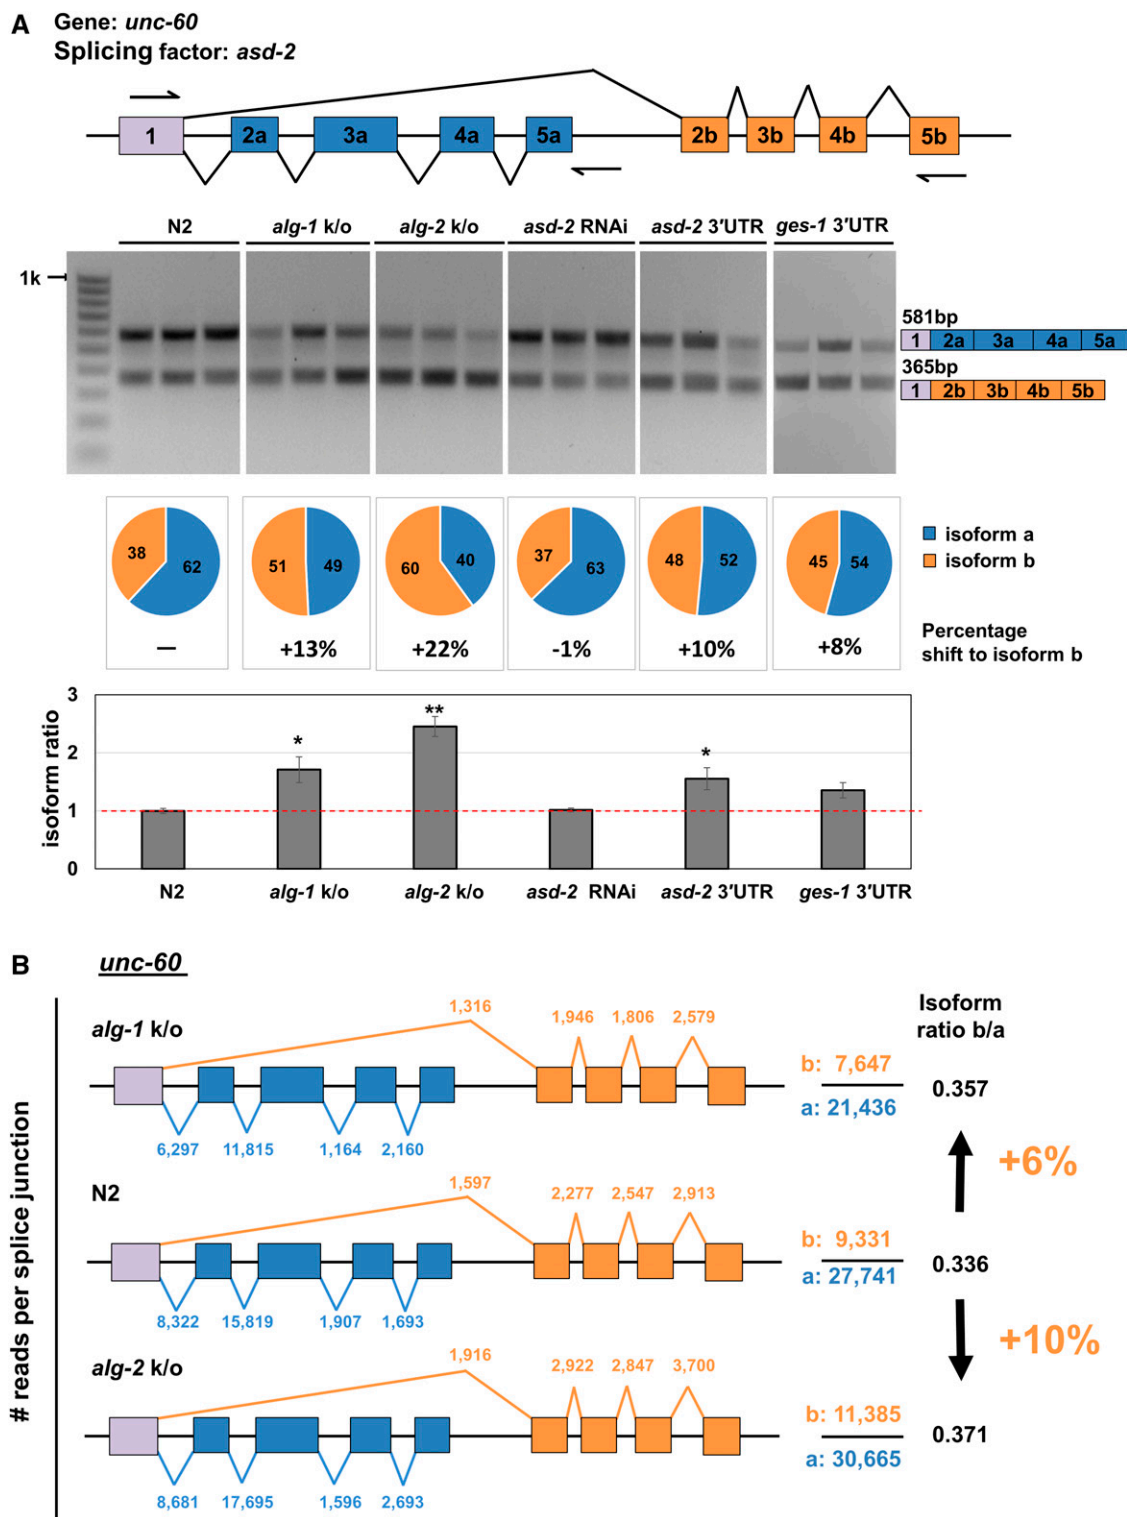 A Gene: unc-60
Splicing factor: asd-2
1 2a 3a 4a 5a 2b 3b 4b 5b
N2 alg-1 k/o alg-2 k/o asd-2 RNAi asd-2 3'UTR ges-1 3'UTR
1k
581bp
1 2a 3a 4a 5a
365bp
1 2b 3b 4b 5b
38 62 51 49 60 40 37 63 48 52 45 54
isoform a
isoform b
— +13% +22% -1% +10% +8%
Percentage
shift to isoform b
isoform ratio
3
2
1
0
* ** *
N2 alg-1 k/o alg-2 k/o asd-2 RNAi asd-2 3'UTR ges-1 3'UTR
B unc-60
# reads per splice junction
Isoform
ratio b/a
alg-1 k/o
1,316 1,946 1,806 2,579
6,297 11,815 1,164 2,160
b: 7,647
a: 21,436
0.357
+6%
N2
1,597 2,277 2,547 2,913
8,322 15,819 1,907 1,693
b: 9,331
a: 27,741
0.336
+10%
alg-2 k/o
1,916 2,922 2,847 3,700
8,681 17,695 1,596 2,693
b: 11,385
a: 30,665
0.371